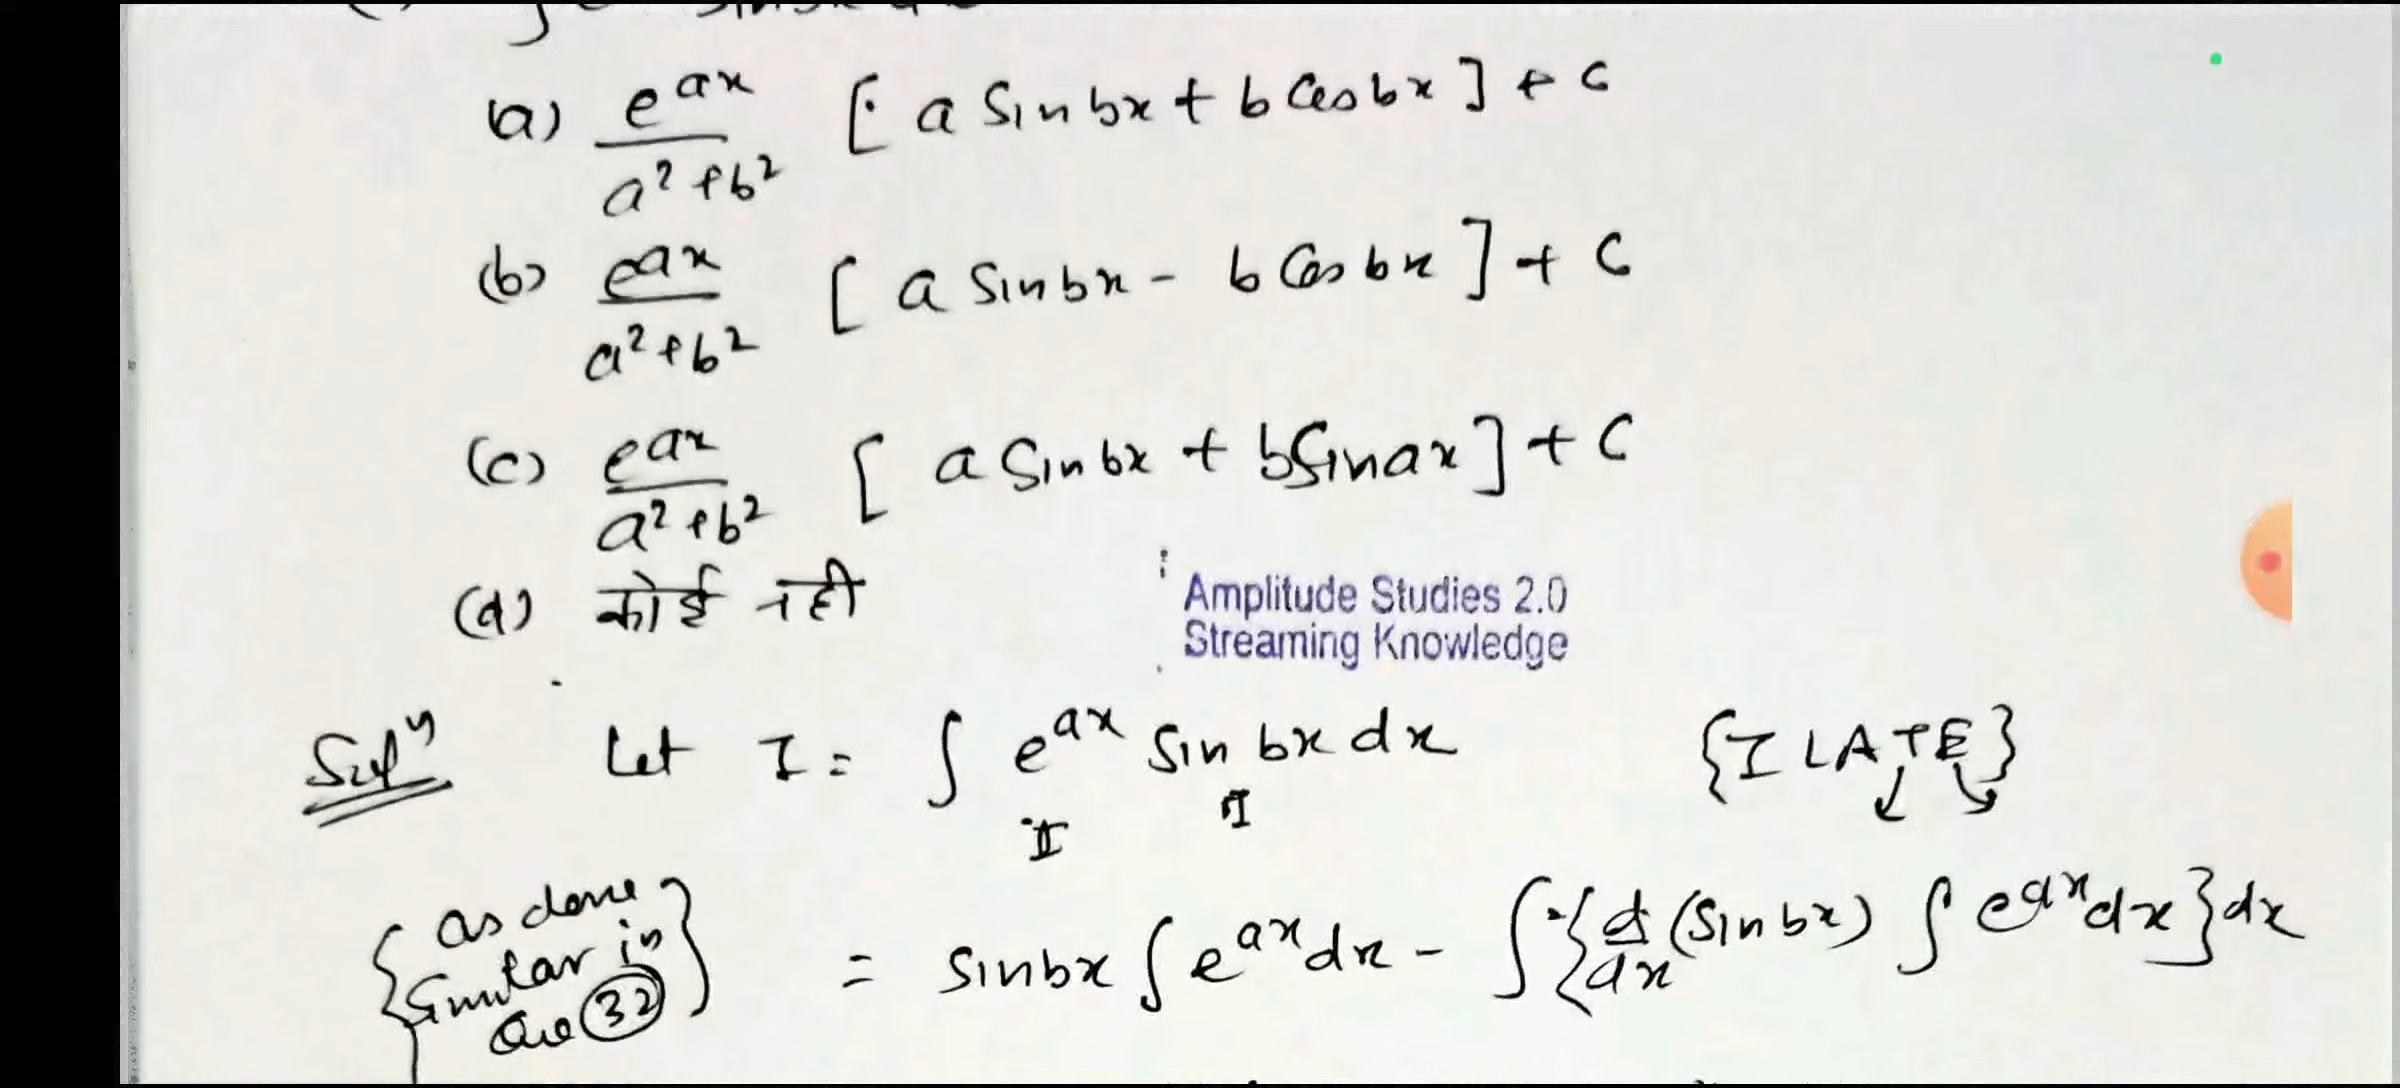 (a) e^ax / a²+b² [a Sin bx + b Cos bx] + C
(b) e^ax / a²+b² [a Sin bx - b Cos bx] + C
(c) e^ax / a²+b² [a Sin bx + b Sin ax] + C
(d) कोई नही
Amplitude Studies 2.0
Streaming Knowledge
Solⁿ Let I = ∫ e^ax Sin bx dx {I LATE}
II I
{as done similar in Que 32} = Sin bx ∫ e^ax dx - ∫ {d/dx (Sin bx) ∫ e^ax dx} dx